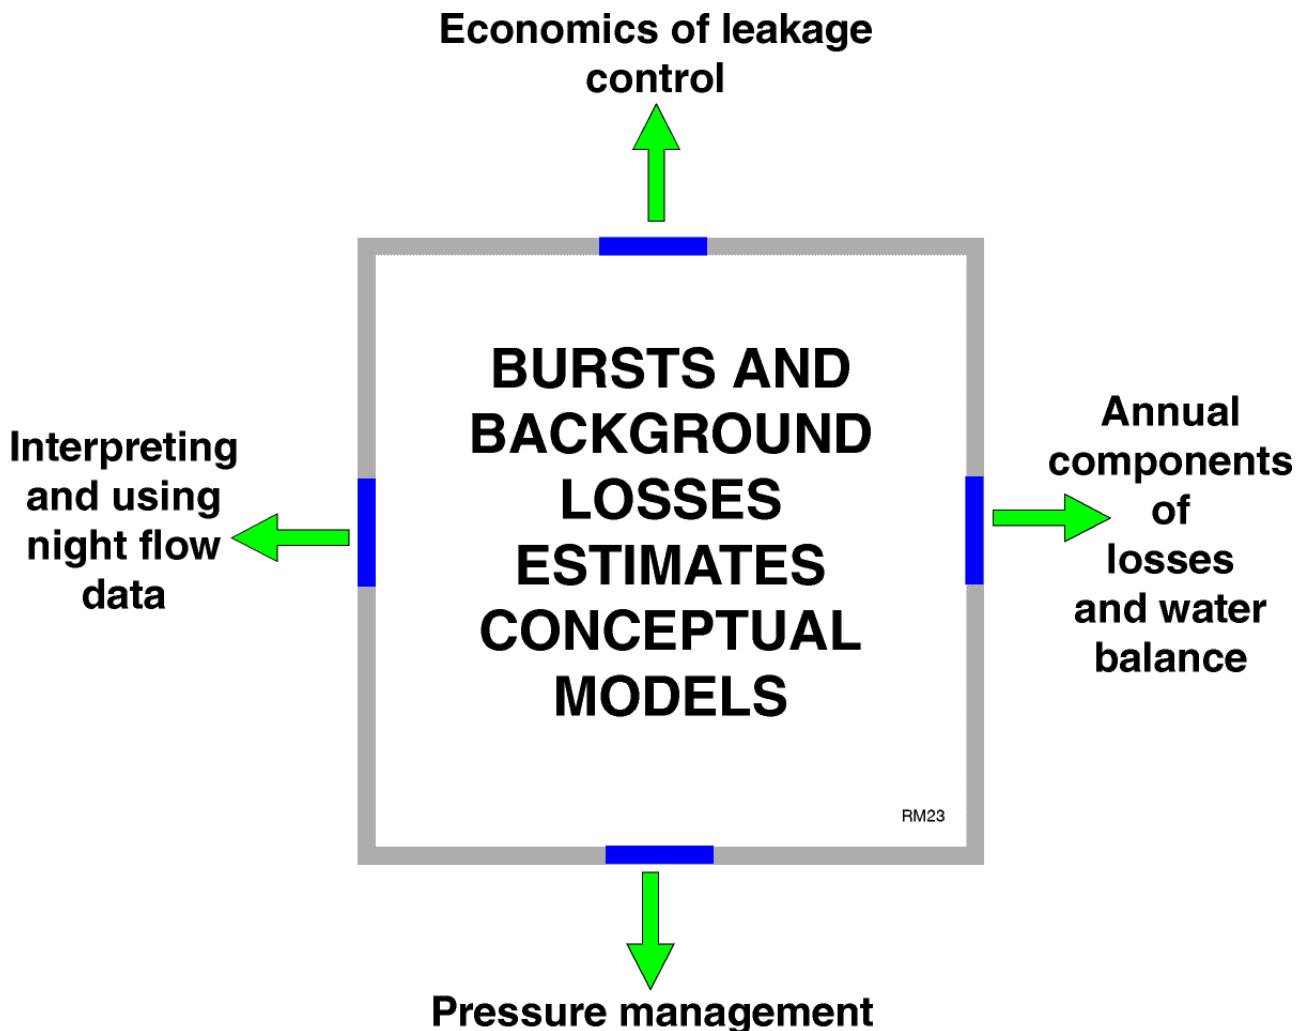 Economics of leakage
control
BURSTS AND
BACKGROUND
LOSSES
ESTIMATES
CONCEPTUAL
MODELS
Interpreting
and using
night flow
data
Annual
components
of
losses
and water
balance
RM23
Pressure management